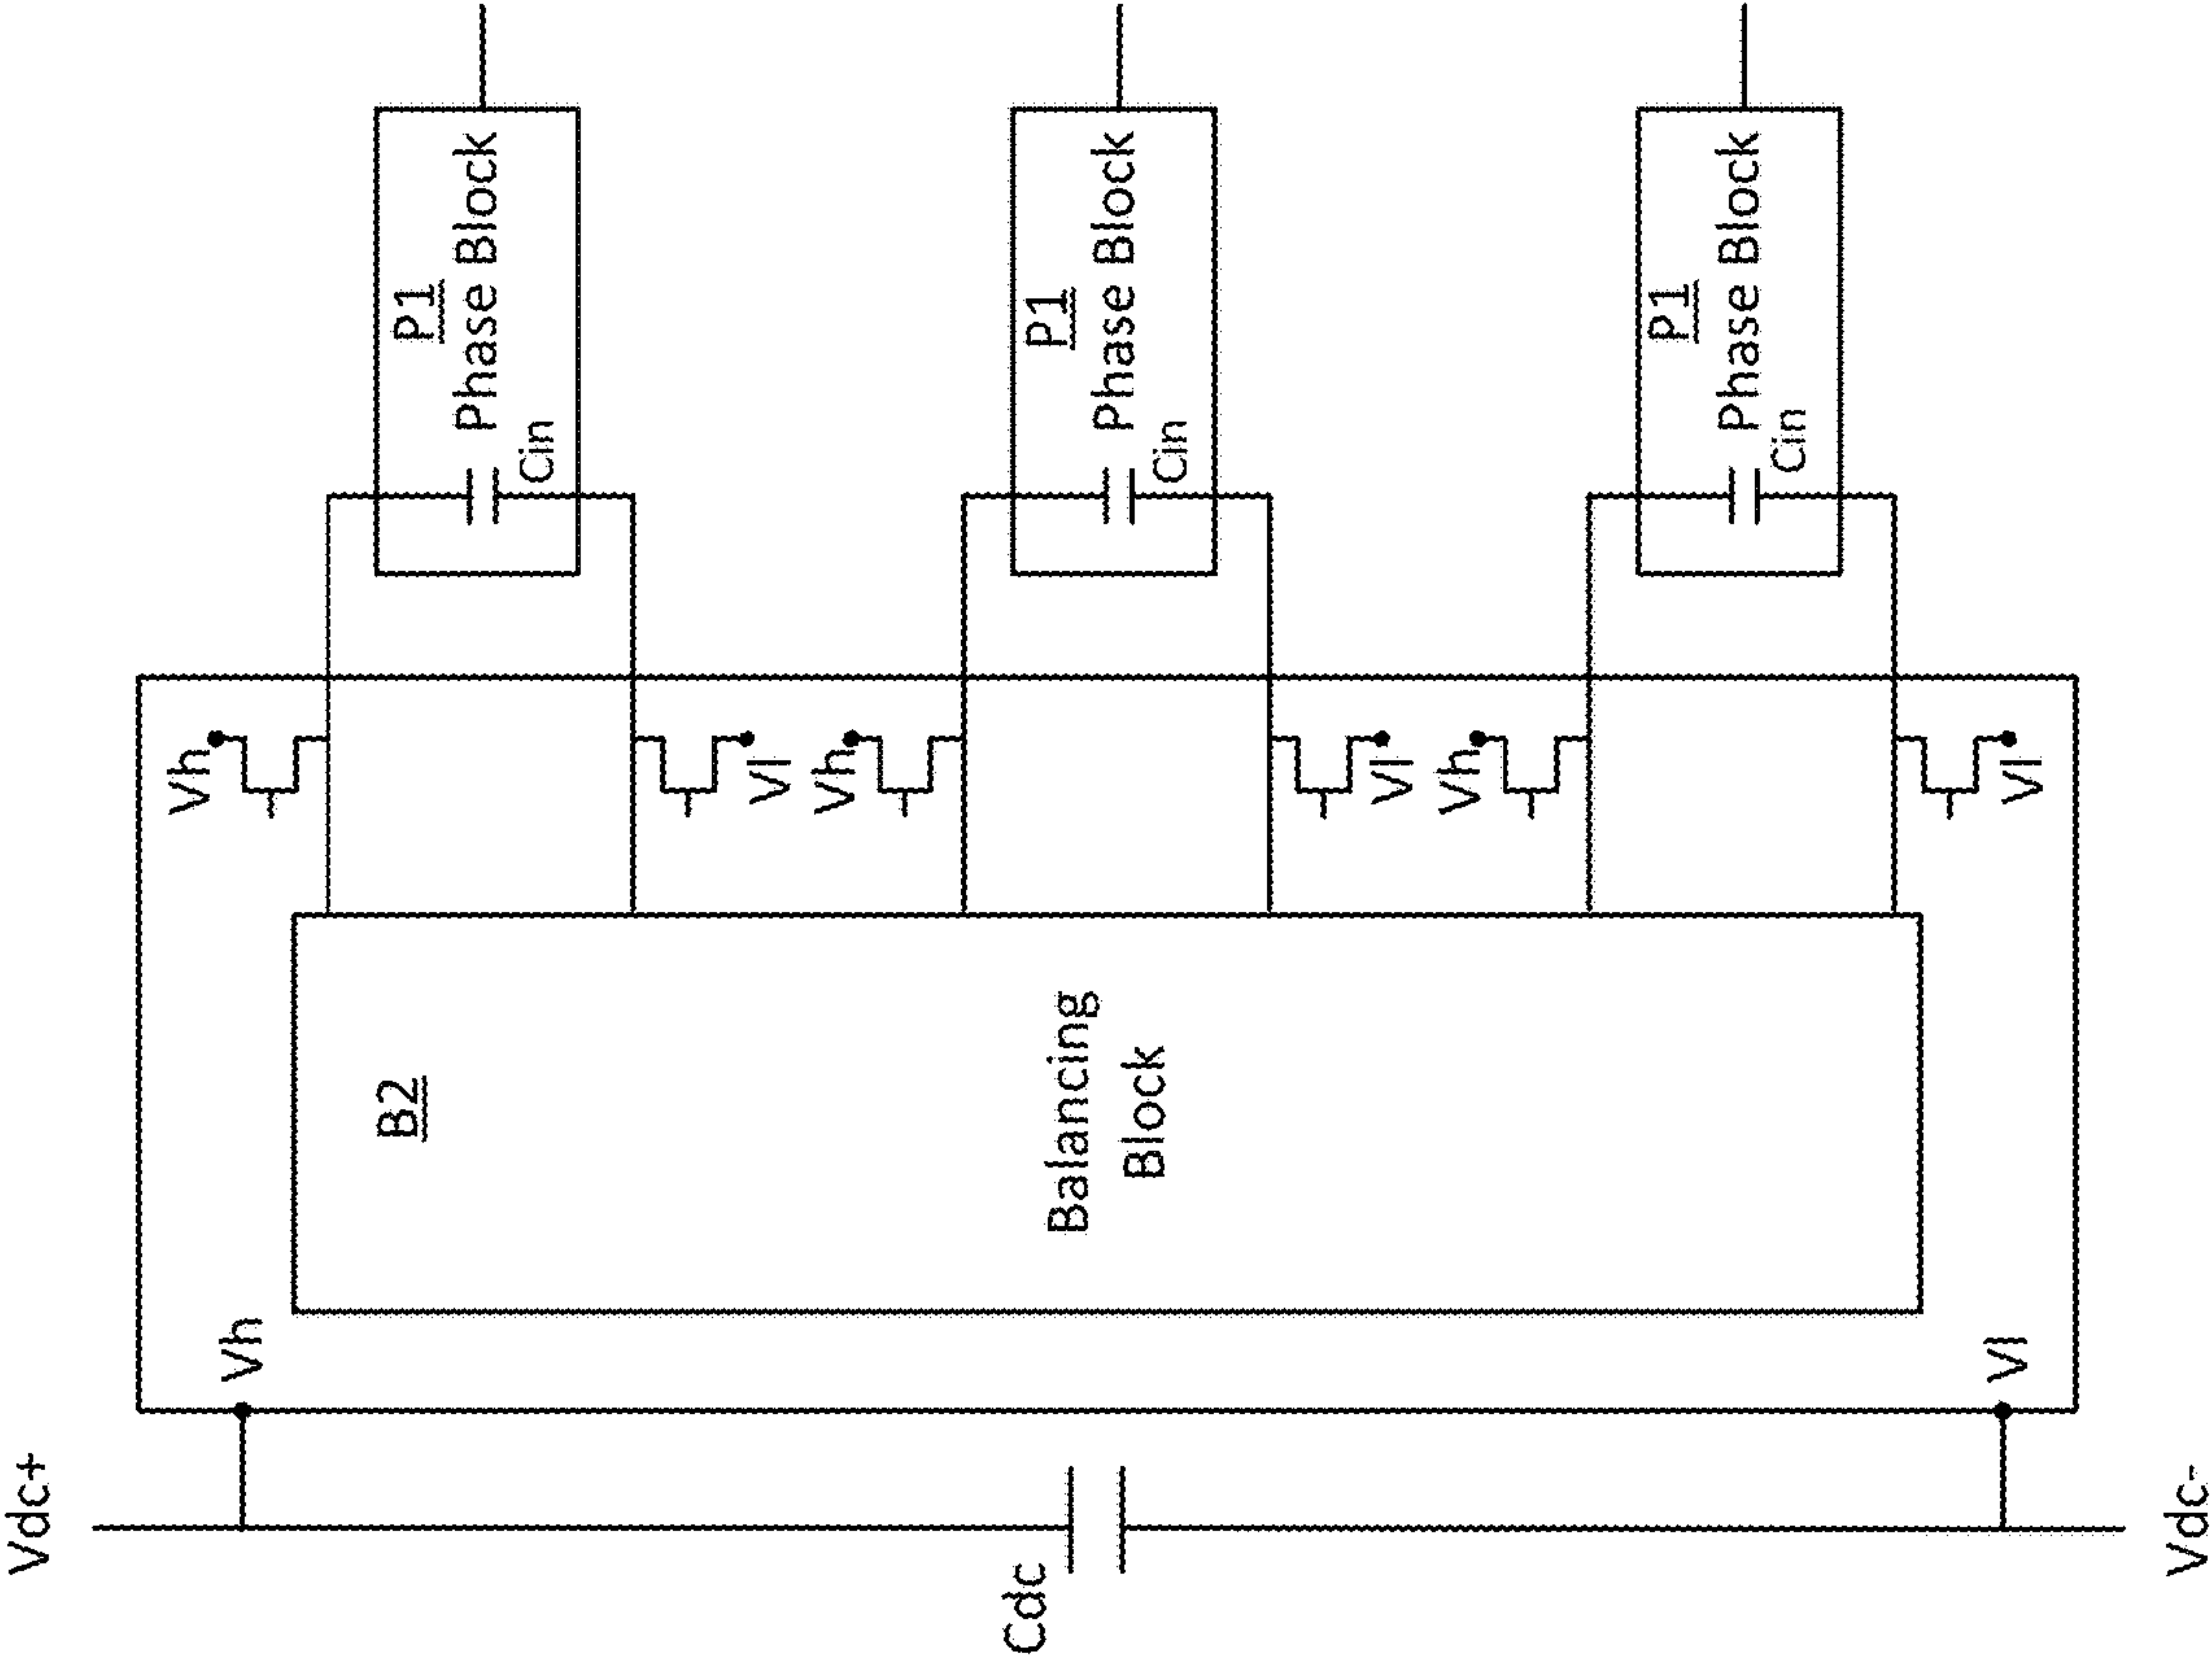 Vdc+
Cdc
Vdc-
Vh
Vl
B2
Balancing
Block
Vh
Vl
Vh
Vl
Vh
Vl
P1
Phase Block
Cin
P1
Phase Block
Cin
P1
Phase Block
Cin